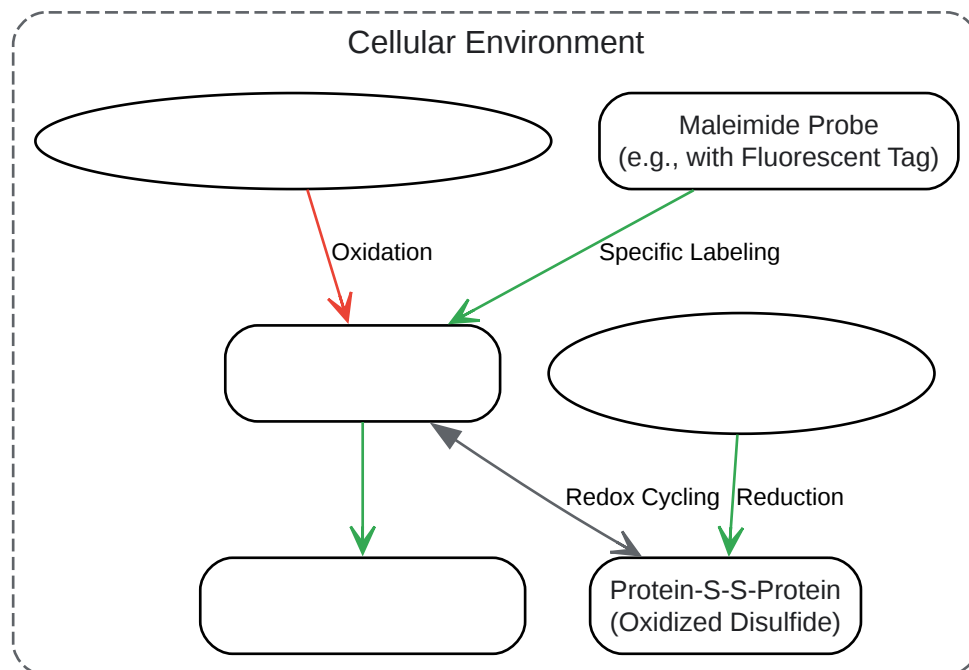 Cellular Environment
Maleimide Probe
(e.g., with Fluorescent Tag)
Oxidation
Specific Labeling
Redox Cycling
Reduction
Protein-S-S-Protein
(Oxidized Disulfide)